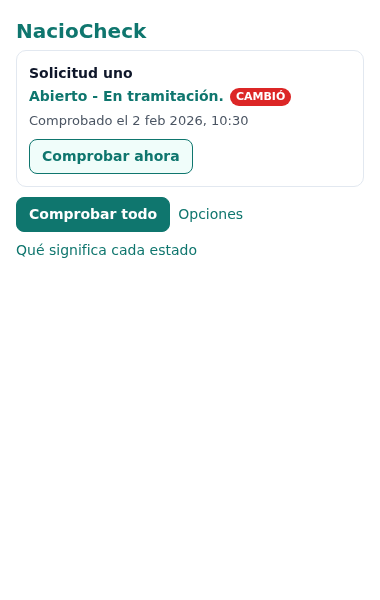 NacioCheck
Solicitud uno
Abierto - En tramitación. CAMBIÓ
Comprobado el 2 feb 2026, 10:30
Comprobar ahora
Comprobar todo Opciones
Qué significa cada estado